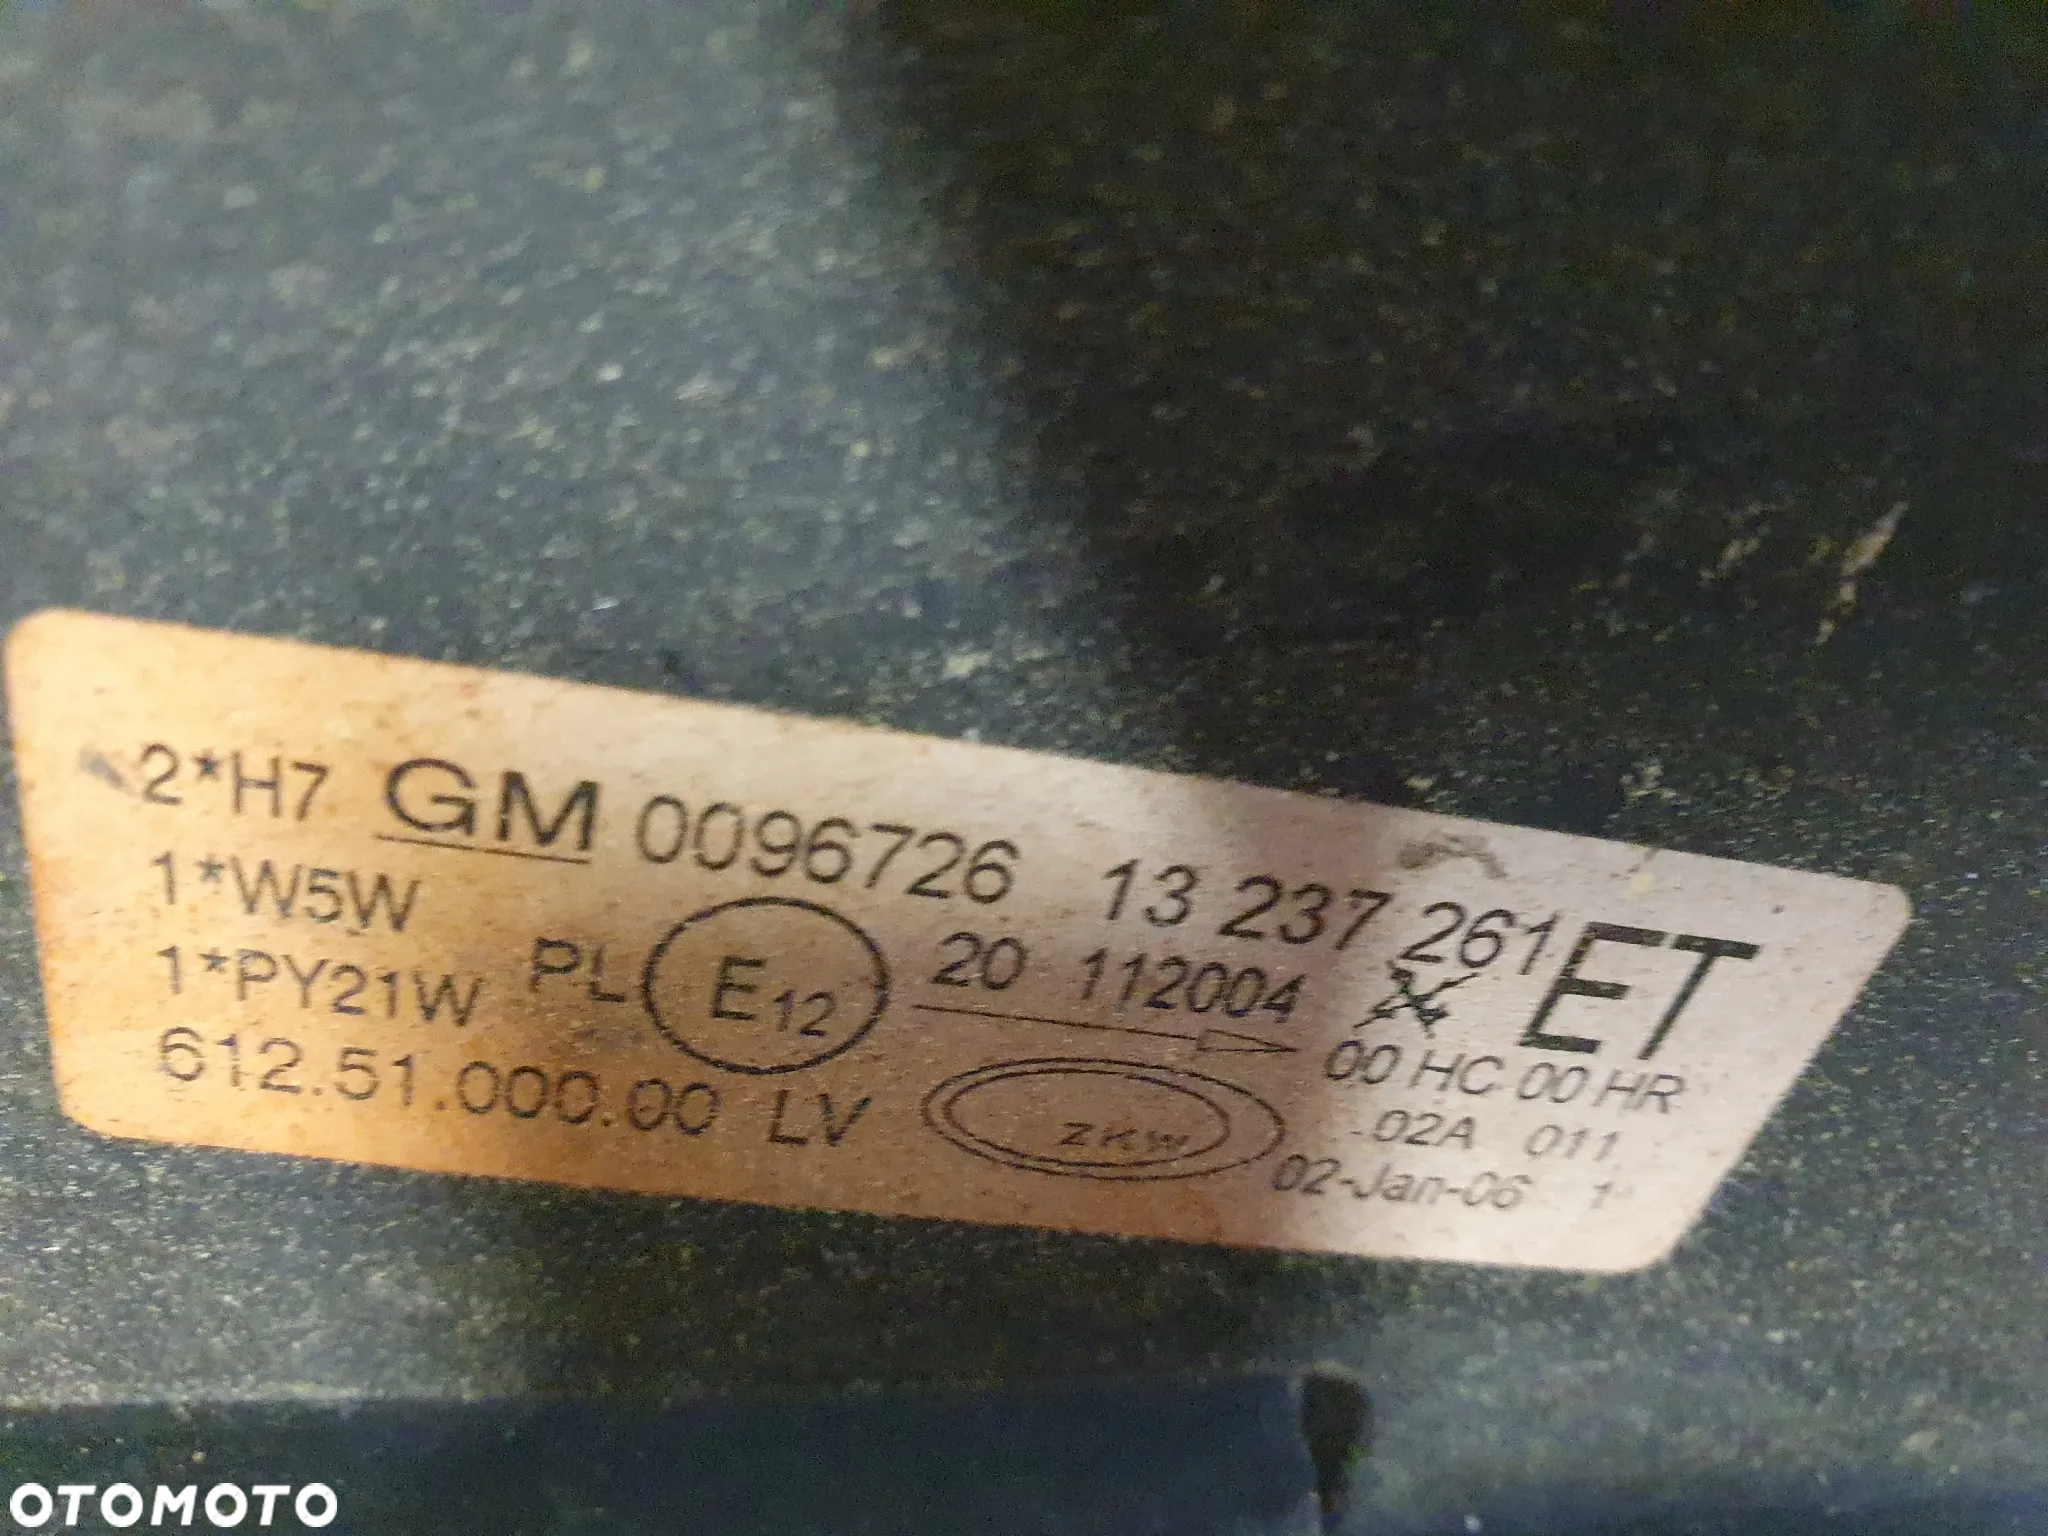 2*H7 GM 0096726 13 237 261 ET
1*W5W
1*PY21W PL E12 20 112004
612.51.000.00 LV ZKW 00 HC 00 HR
02A 011
02-Jan-06 1
OTOMOTO